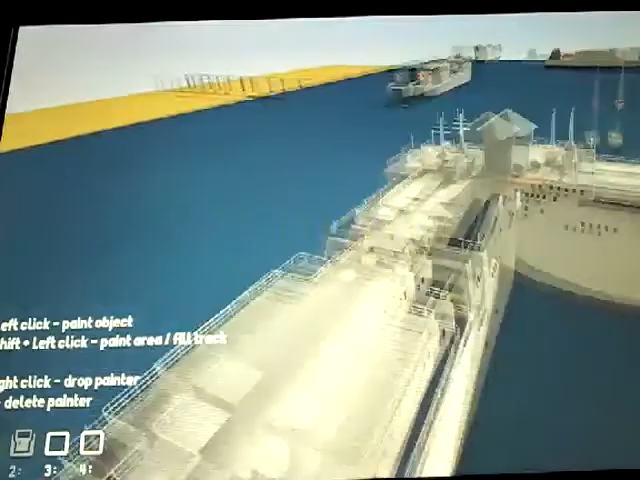 eft click - paint object
hift + left click - paint area / fill track
ght click - drop painter
- delete painter
2: 3: 4: